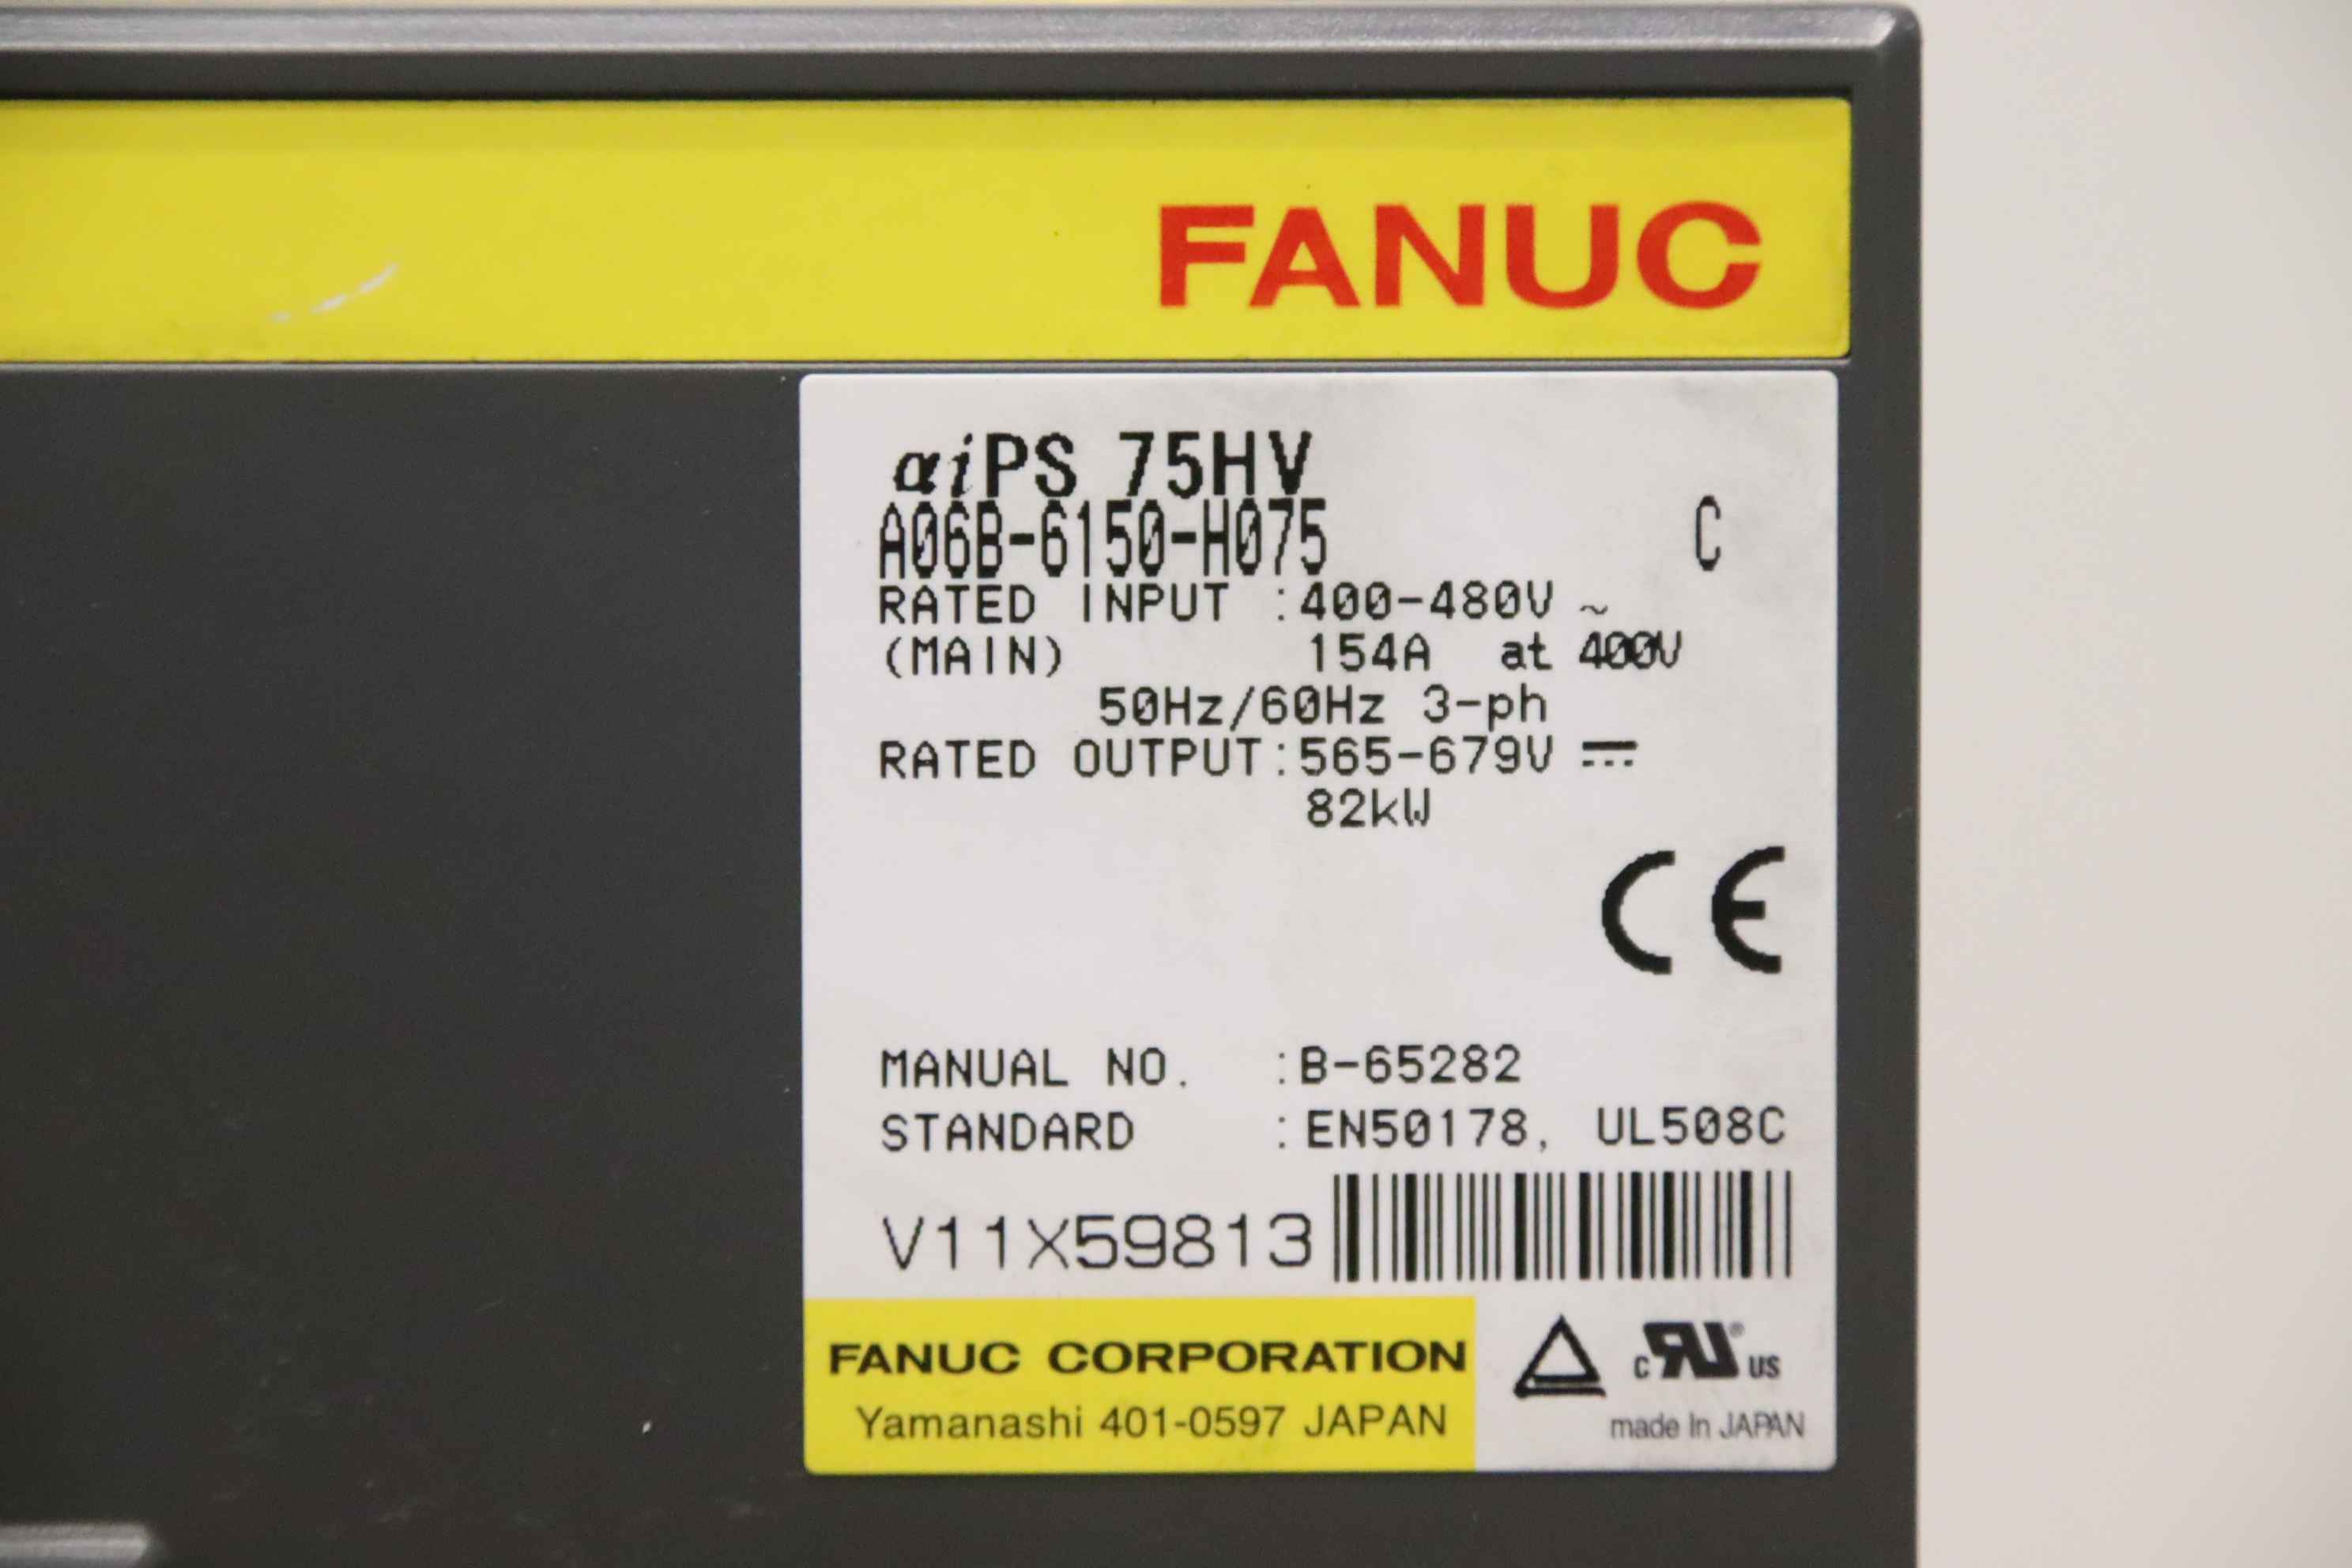 FANUC
αiPS 75HV
A06B-6150-H075 C
RATED INPUT :400-480V ~
(MAIN) 154A at 400V
50Hz/60Hz 3-ph
RATED OUTPUT:565-679V ⎓
82kW
CE
MANUAL NO. :B-65282
STANDARD :EN50178, UL508C
V11X59813
FANUC CORPORATION
Yamanashi 401-0597 JAPAN
c RU® US
made in JAPAN